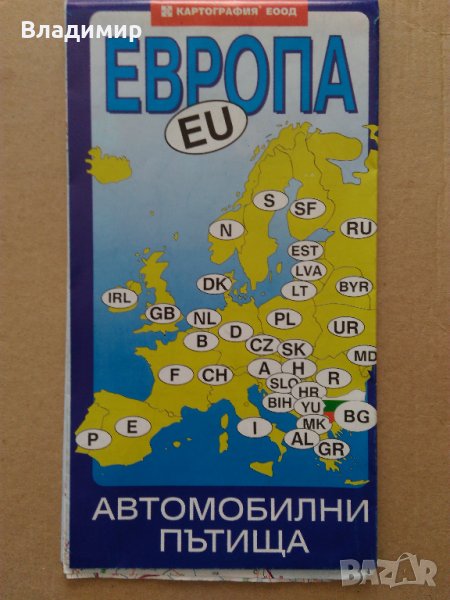 КАРТОГРАФИЯ ЕООД
Владимир
ЕВРОПА
EU
S
SF
N
RU
EST
LVA
DK
LT
BYR
IRL
GB
NL
PL
UR
B
D
CZ
SK
MD
F
CH
A
H
R
SLO
HR
BIH
YU
BG
P
E
I
MK
AL
GR
АВТОМОБИЛНИ
ПЪТИЩА
BAZAR